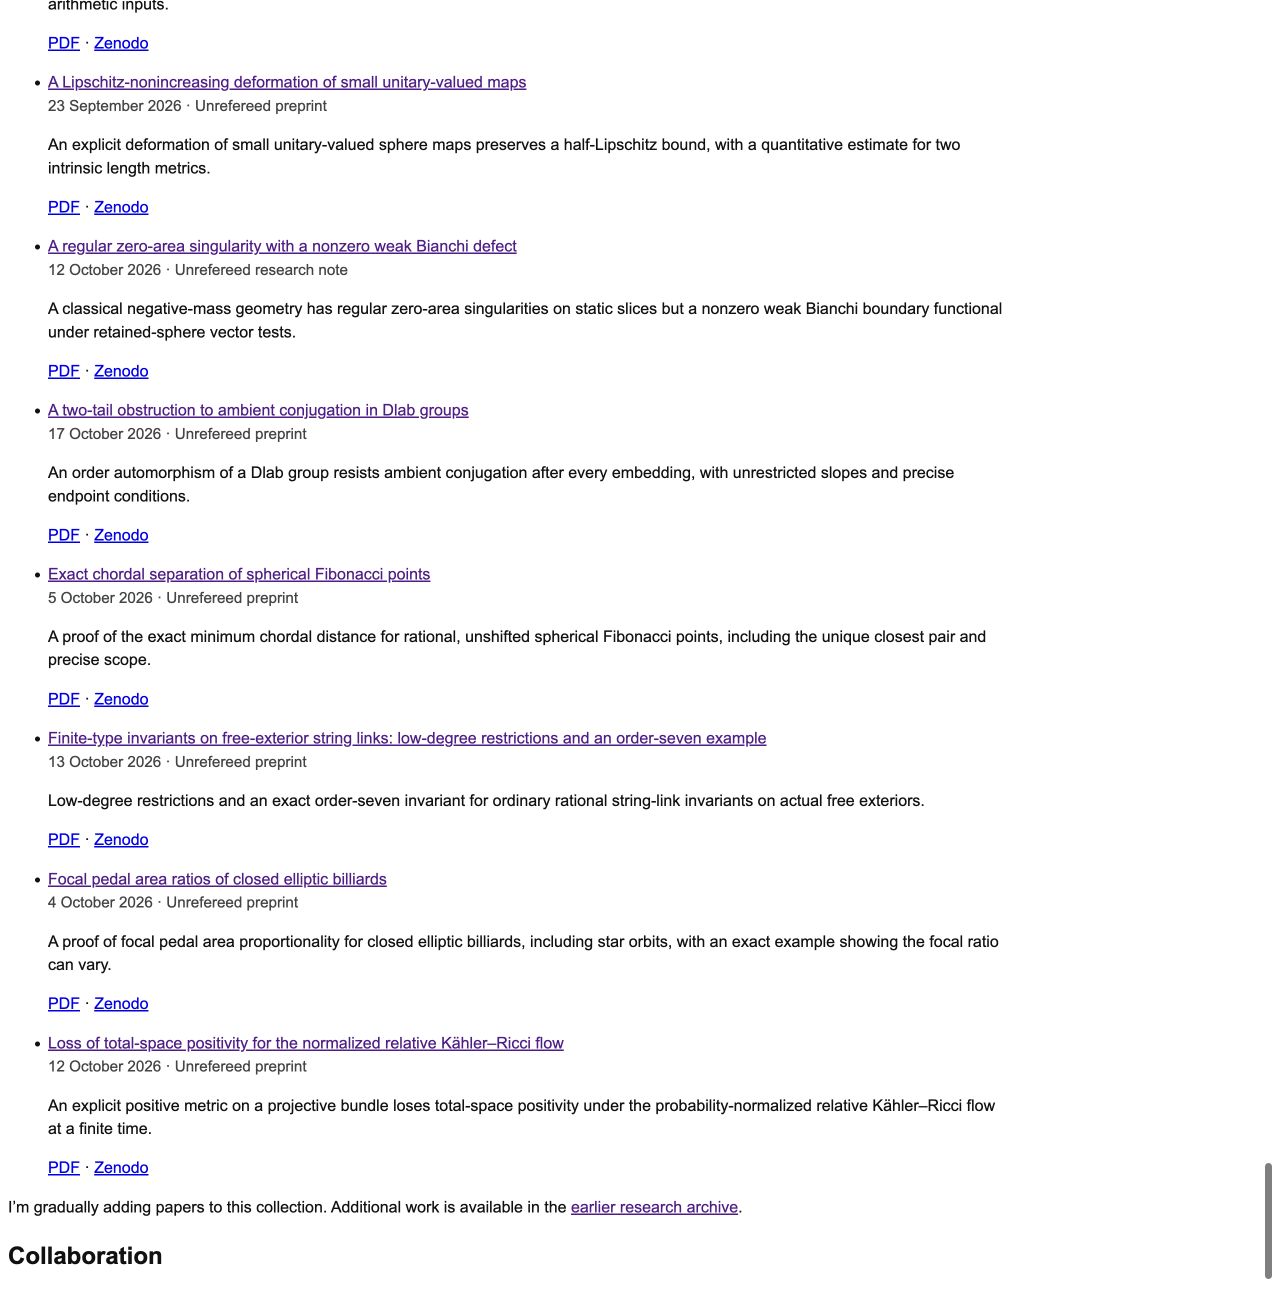 arithmetic inputs.
PDF · Zenodo
• A Lipschitz-nonincreasing deformation of small unitary-valued maps
23 September 2026 · Unrefereed preprint
An explicit deformation of small unitary-valued sphere maps preserves a half-Lipschitz bound, with a quantitative estimate for two
intrinsic length metrics.
PDF · Zenodo
• A regular zero-area singularity with a nonzero weak Bianchi defect
12 October 2026 · Unrefereed research note
A classical negative-mass geometry has regular zero-area singularities on static slices but a nonzero weak Bianchi boundary functional
under retained-sphere vector tests.
PDF · Zenodo
• A two-tail obstruction to ambient conjugation in Dlab groups
17 October 2026 · Unrefereed preprint
An order automorphism of a Dlab group resists ambient conjugation after every embedding, with unrestricted slopes and precise
endpoint conditions.
PDF · Zenodo
• Exact chordal separation of spherical Fibonacci points
5 October 2026 · Unrefereed preprint
A proof of the exact minimum chordal distance for rational, unshifted spherical Fibonacci points, including the unique closest pair and
precise scope.
PDF · Zenodo
• Finite-type invariants on free-exterior string links: low-degree restrictions and an order-seven example
13 October 2026 · Unrefereed preprint
Low-degree restrictions and an exact order-seven invariant for ordinary rational string-link invariants on actual free exteriors.
PDF · Zenodo
• Focal pedal area ratios of closed elliptic billiards
4 October 2026 · Unrefereed preprint
A proof of focal pedal area proportionality for closed elliptic billiards, including star orbits, with an exact example showing the focal ratio
can vary.
PDF · Zenodo
• Loss of total-space positivity for the normalized relative Kähler–Ricci flow
12 October 2026 · Unrefereed preprint
An explicit positive metric on a projective bundle loses total-space positivity under the probability-normalized relative Kähler–Ricci flow
at a finite time.
PDF · Zenodo
I’m gradually adding papers to this collection. Additional work is available in the earlier research archive.
Collaboration